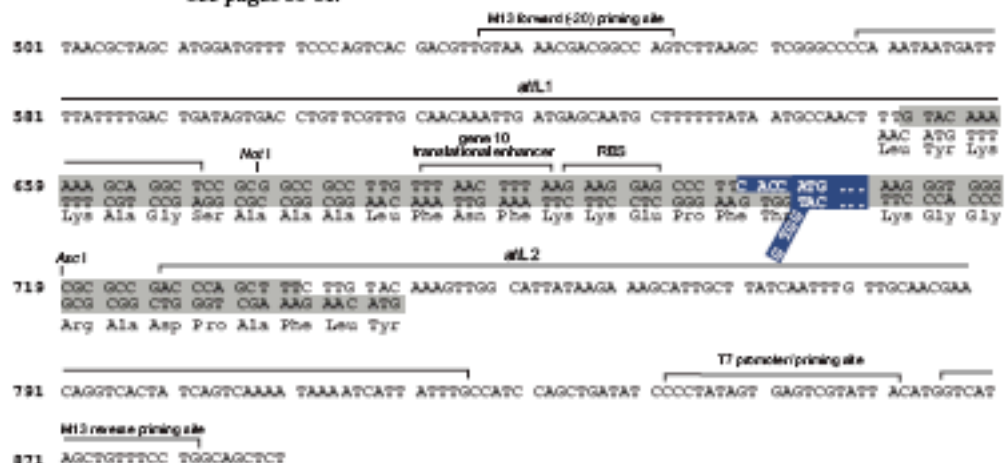 M13 forward (-20) priming site
501 TAACGCTAGC ATGGATGTTT TCCCAGTCAC GACGTTGTAA AACGACGGCC AGTCTTAAGC TCGGGCCCCA AATAATGATT
attL1
581 TTATTTTGAC TGATAGTGAC CTGTTCGTTG CAACAAATTG ATGAGCAATG CTTTTTTATA ATGCCAACT TTG TAC AAA
AAC ATG TTT
Leu Tyr Lys
NotI
gene 10
translational enhancer
RBS
659 AAA GCA GGC TCC GCG GCC GCC TTG TTT AAC TTT AAG AAG GAG CCC TTC ACC ATG ... AAG GGT GGG
TTT CGT CCG AGG CGC CGG CGG AAC AAA TTG AAA TTC TTC CTC GGG AAG TGG TAC ... TTC CCA CCC
Lys Ala Gly Ser Ala Ala Ala Leu Phe Asn Phe Lys Lys Glu Pro Phe Thr Lys Gly Gly
AscI
attL2
719 CGC GCC GAC CCA GCT TTC TTG TAC AAAGTTGG CATTATAAGA AAGCATTGCT TATCAATTTG TTGCAACGAA
GCG CGG CTG GGT CGA AAG AAC ATG
Arg Ala Asp Pro Ala Phe Leu Tyr
T7 promoter/priming site
791 CAGGTCACTA TCAGTCAAAA TAAAATCATT ATTTGCCATC CAGCTGATAT CCCCTATAGT GAGTCGTATT ACATGGTCAT
M13 reverse priming site
871 AGCTGTTTCC TGGCAGCTCT